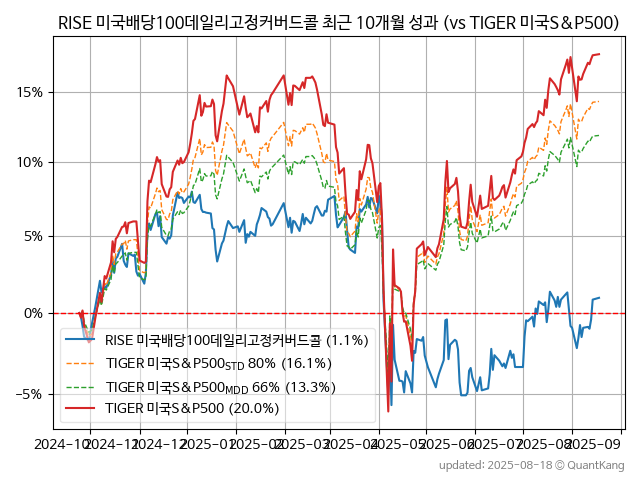 RISE 미국배당100데일리고정커버드콜 최근 10개월 성과 (vs TIGER 미국S&P500)
15%
10%
5%
0%
−5%
RISE 미국배당100데일리고정커버드콜 (1.1%)
TIGER 미국S&P500STD 80% (16.1%)
TIGER 미국S&P500MDD 66% (13.3%)
TIGER 미국S&P500 (20.0%)
2024-10 2024-11 2024-12 2025-01 2025-02 2025-03 2025-04 2025-05 2025-06 2025-07 2025-08 2025-09
updated: 2025-08-18 © QuantKang